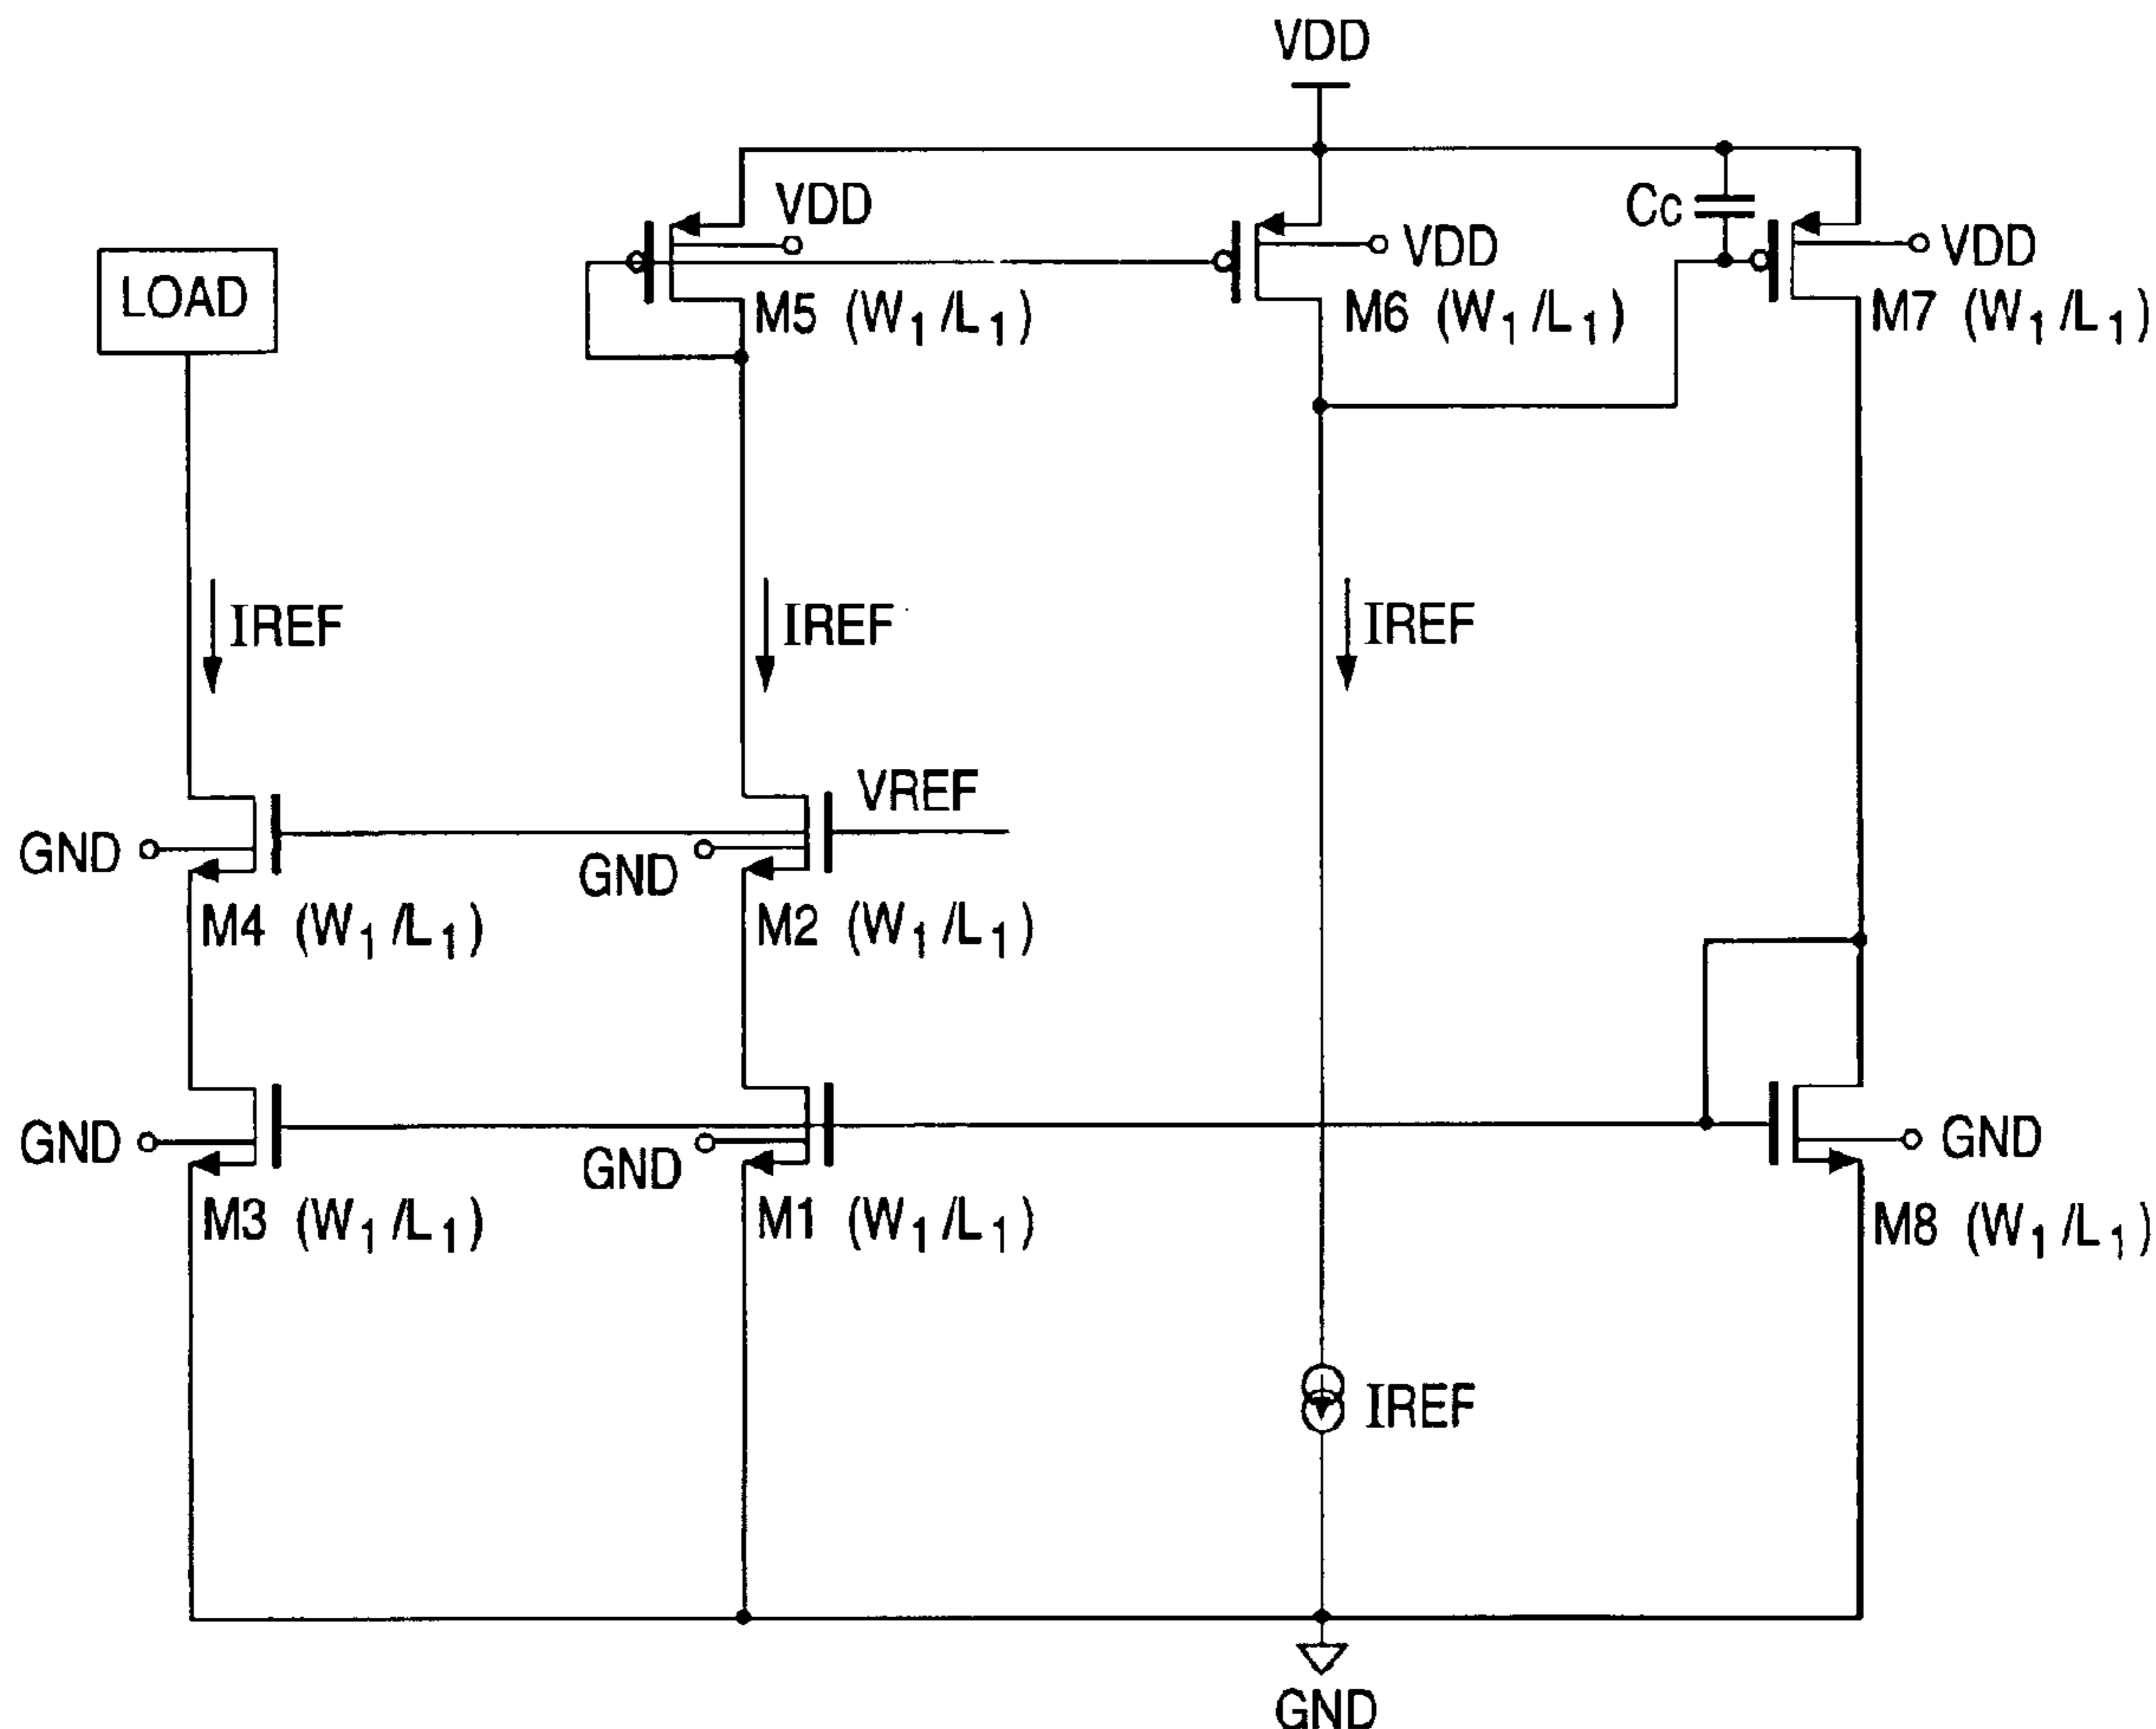 VDD
VDD
Cc
VDD
VDD
LOAD
M5 (W1/L1)
M6 (W1/L1)
M7 (W1/L1)
IREF
IREF
IREF
VREF
GND
GND
M4 (W1/L1)
M2 (W1/L1)
GND
GND
GND
M3 (W1/L1)
M1 (W1/L1)
M8 (W1/L1)
IREF
GND